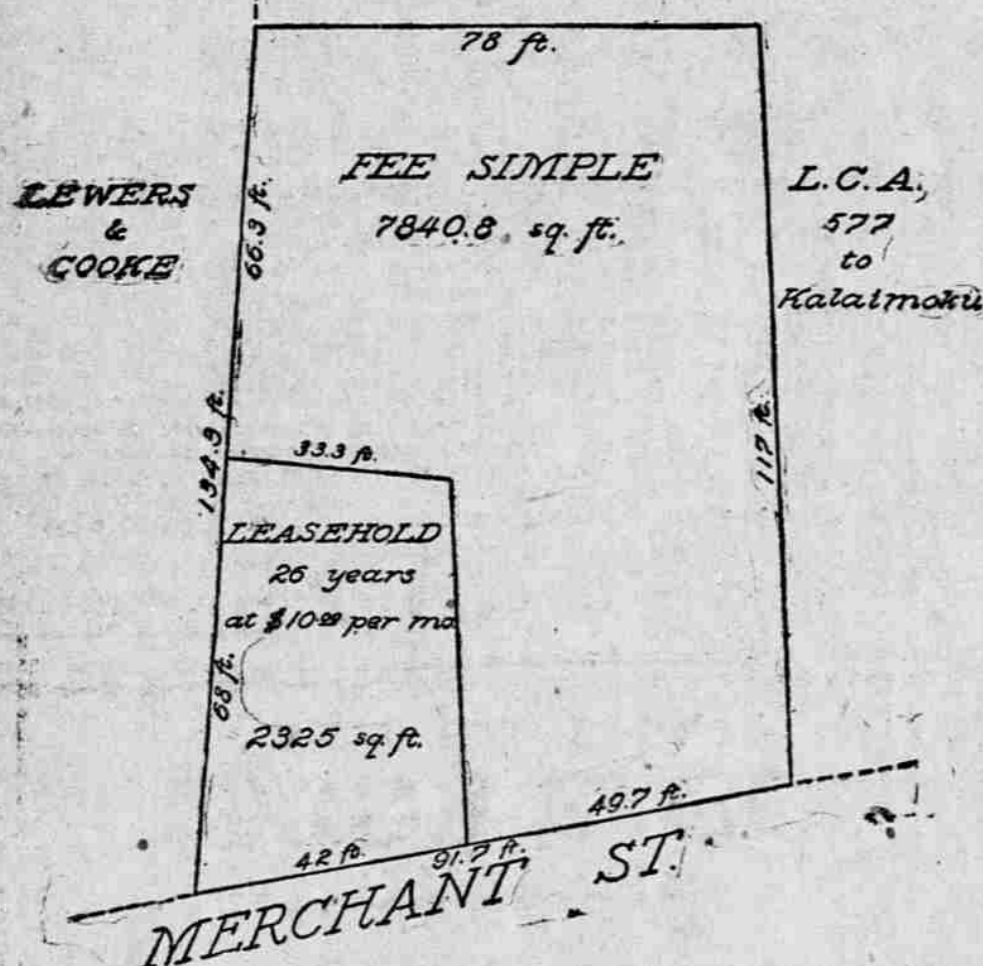 78 ft.
FEE SIMPLE
7840.8 sq. ft.
LEWERS
&
COOKE
66.3 ft.
L.C.A.,
577
to
Kalaimoku
134.3 ft.
117 ft.
33.3 ft.
LEASEHOLD
26 years
at $10.00 per mo
68 ft.
2325 sq. ft.
42 ft.
91.7 ft.
49.7 ft.
MERCHANT ST.